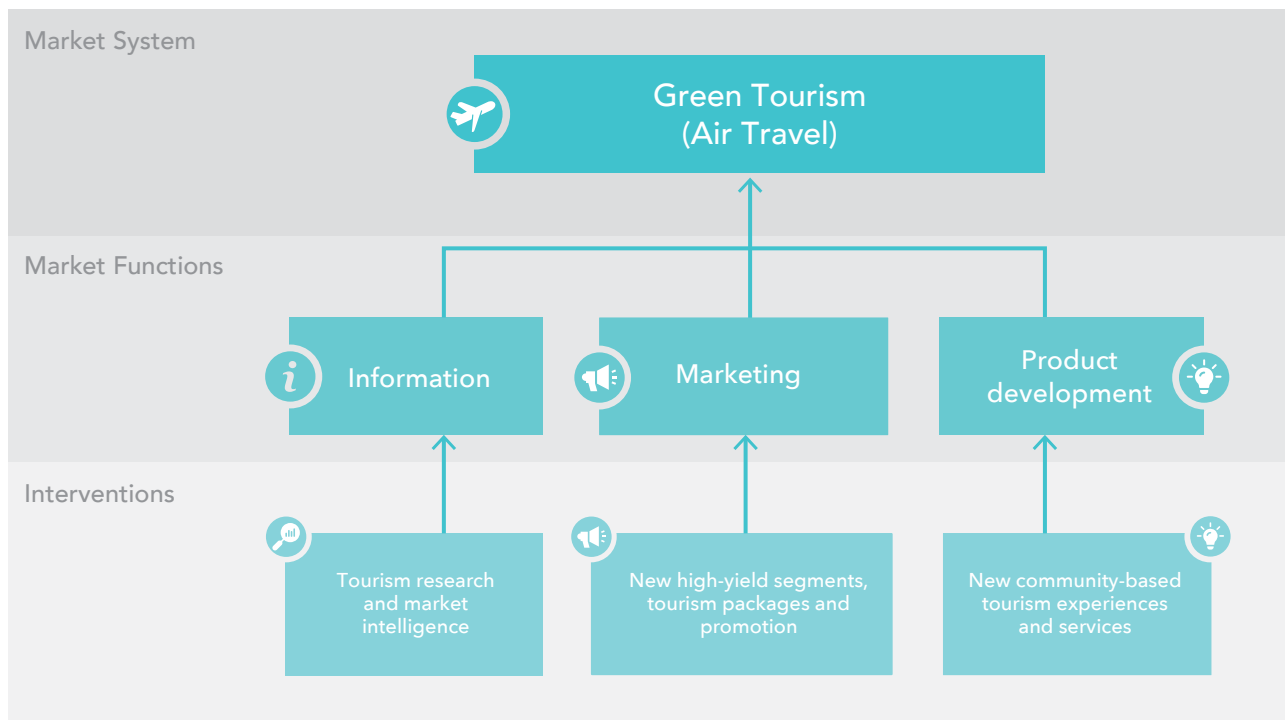 Market System
Green Tourism
(Air Travel)
Market Functions
Information
Marketing
Product
development
Interventions
Tourism research
and market
intelligence
New high-yield segments,
tourism packages and
promotion
New community-based
tourism experiences
and services